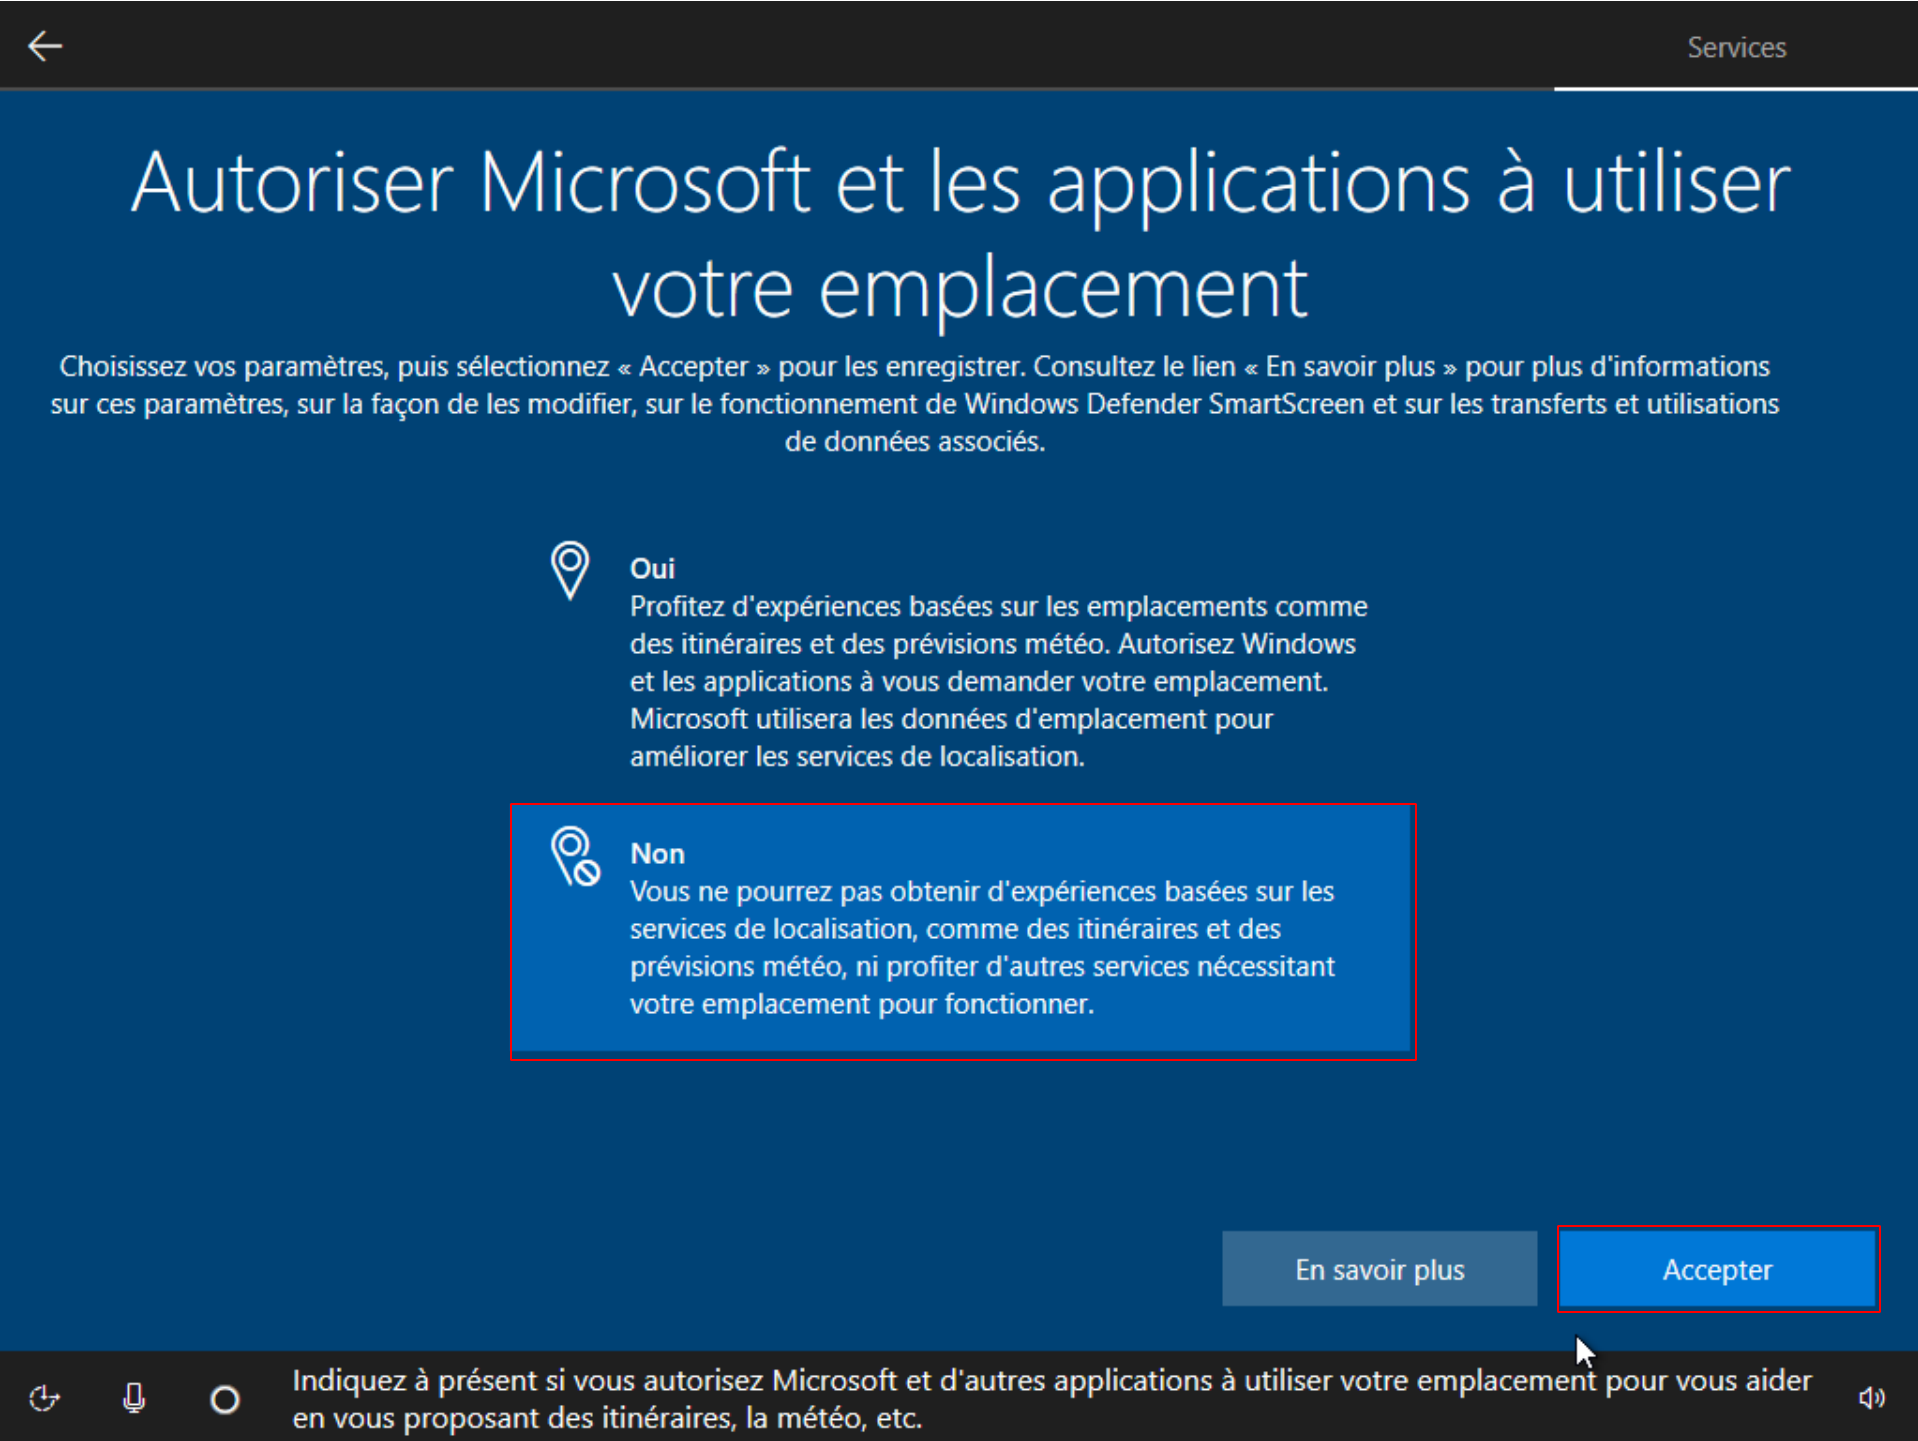 Services
Autoriser Microsoft et les applications à utiliser
votre emplacement
Choisissez vos paramètres, puis sélectionnez « Accepter » pour les enregistrer. Consultez le lien « En savoir plus » pour plus d'informations
sur ces paramètres, sur la façon de les modifier, sur le fonctionnement de Windows Defender SmartScreen et sur les transferts et utilisations
de données associés.
Oui
Profitez d'expériences basées sur les emplacements comme
des itinéraires et des prévisions météo. Autorisez Windows
et les applications à vous demander votre emplacement.
Microsoft utilisera les données d'emplacement pour
améliorer les services de localisation.
Non
Vous ne pourrez pas obtenir d'expériences basées sur les
services de localisation, comme des itinéraires et des
prévisions météo, ni profiter d'autres services nécessitant
votre emplacement pour fonctionner.
En savoir plus
Accepter
Indiquez à présent si vous autorisez Microsoft et d'autres applications à utiliser votre emplacement pour vous aider
en vous proposant des itinéraires, la météo, etc.